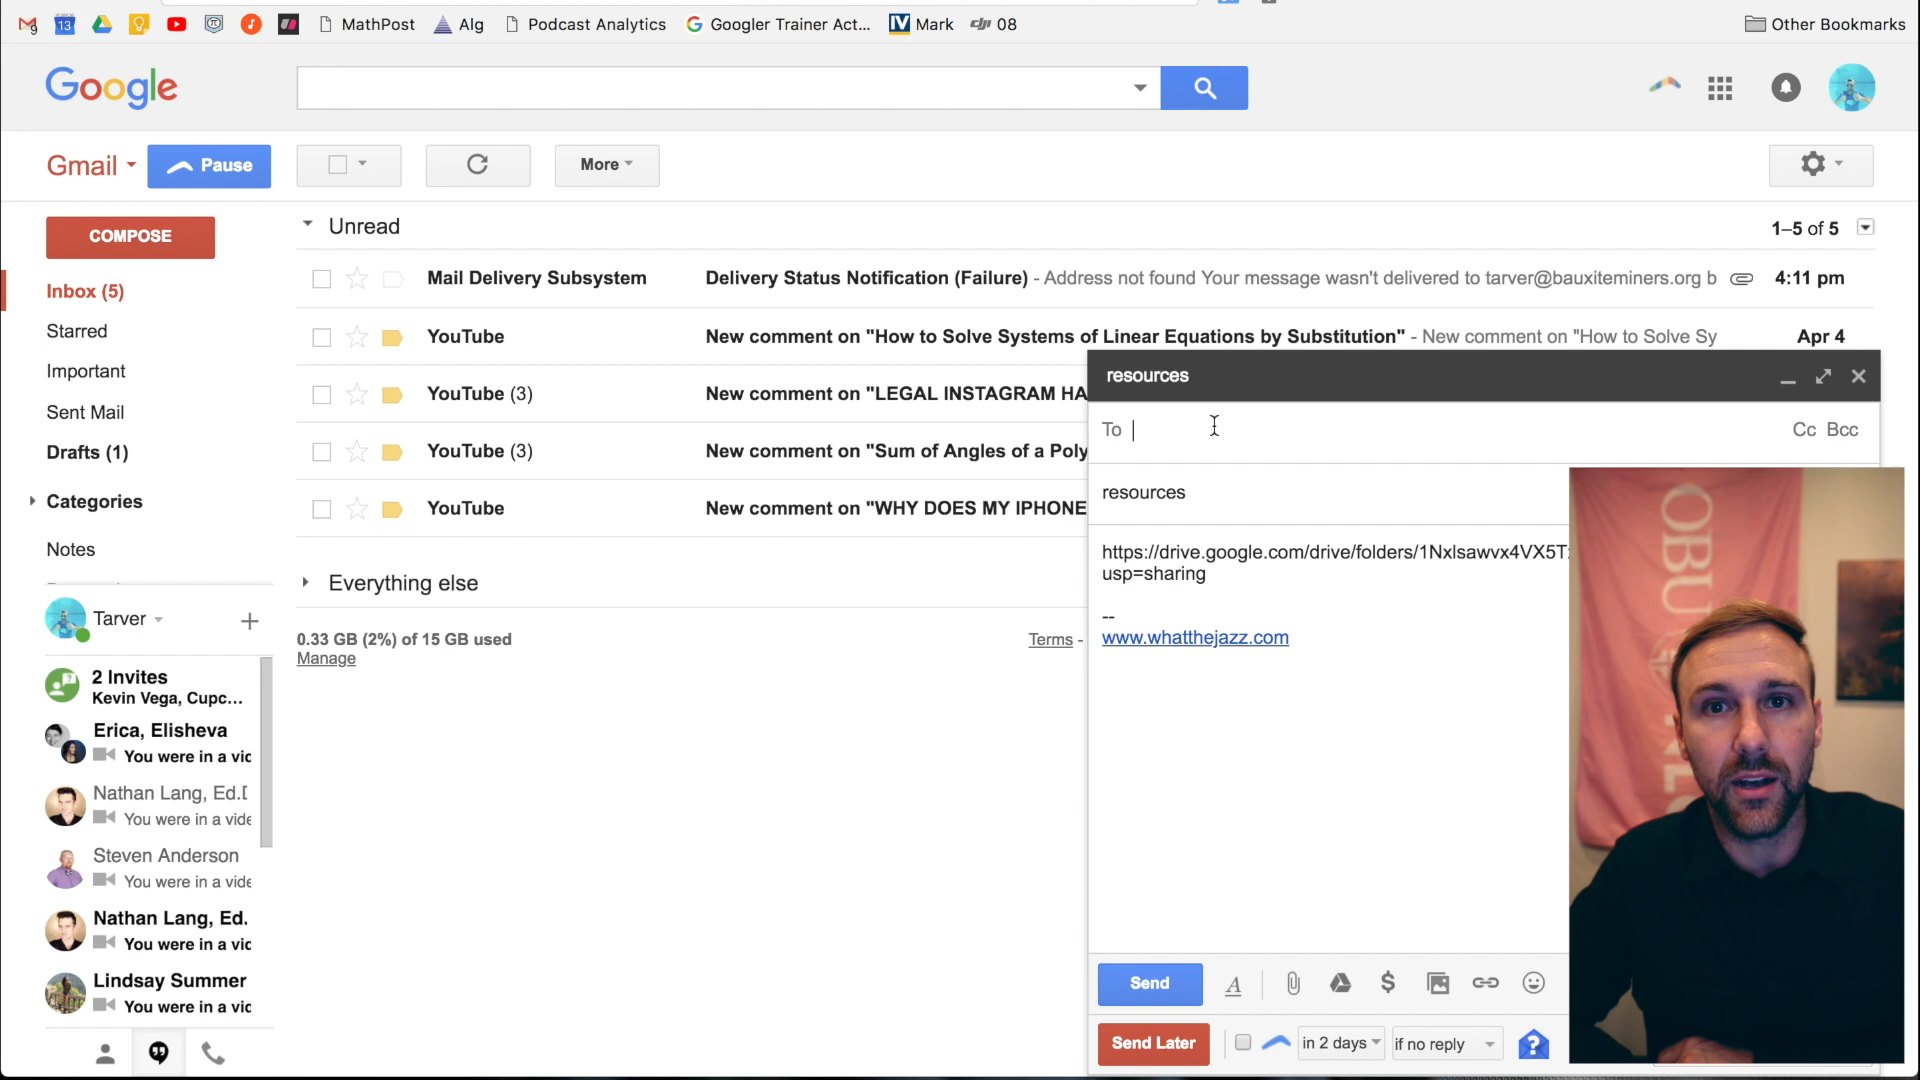 9
13
MathPost
Alg
Podcast Analytics
Googler Trainer Act...
IV Mark
dji 08
Other Bookmarks
Google
Gmail
Pause
More
COMPOSE
Inbox (5)
Starred
Important
Sent Mail
Drafts (1)
Categories
Notes
Unread
1–5 of 5
Mail Delivery Subsystem
Delivery Status Notification (Failure) - Address not found Your message wasn't delivered to tarver@bauxiteminers.org b
4:11 pm
YouTube
New comment on "How to Solve Systems of Linear Equations by Substitution" - New comment on "How to Solve Sy
Apr 4
YouTube (3)
New comment on "LEGAL INSTAGRAM HA
YouTube (3)
New comment on "Sum of Angles of a Poly
YouTube
New comment on "WHY DOES MY IPHONE
Everything else
0.33 GB (2%) of 15 GB used
Manage
Terms -
Tarver
2 Invites
Kevin Vega, Cupc...
Erica, Elisheva
You were in a vic
Nathan Lang, Ed.D
You were in a vide
Steven Anderson
You were in a vide
Nathan Lang, Ed.
You were in a vic
Lindsay Summer
You were in a vic
resources
To
Cc Bcc
resources
https://drive.google.com/drive/folders/1Nxlsawvx4VX5T
usp=sharing
--
www.whatthejazz.com
Send
Send Later
in 2 days
if no reply
OBU